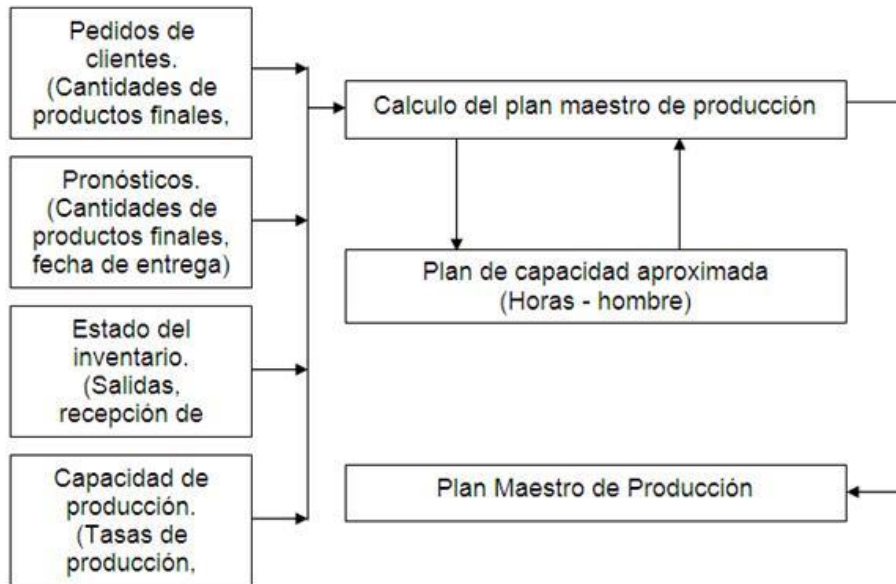 Pedidos de
clientes.
(Cantidades de
productos finales,
Pronósticos.
(Cantidades de
productos finales,
fecha de entrega)
Estado del
inventario.
(Salidas,
recepción de
Capacidad de
producción.
(Tasas de
producción,
Calculo del plan maestro de producción
Plan de capacidad aproximada
(Horas - hombre)
Plan Maestro de Producción